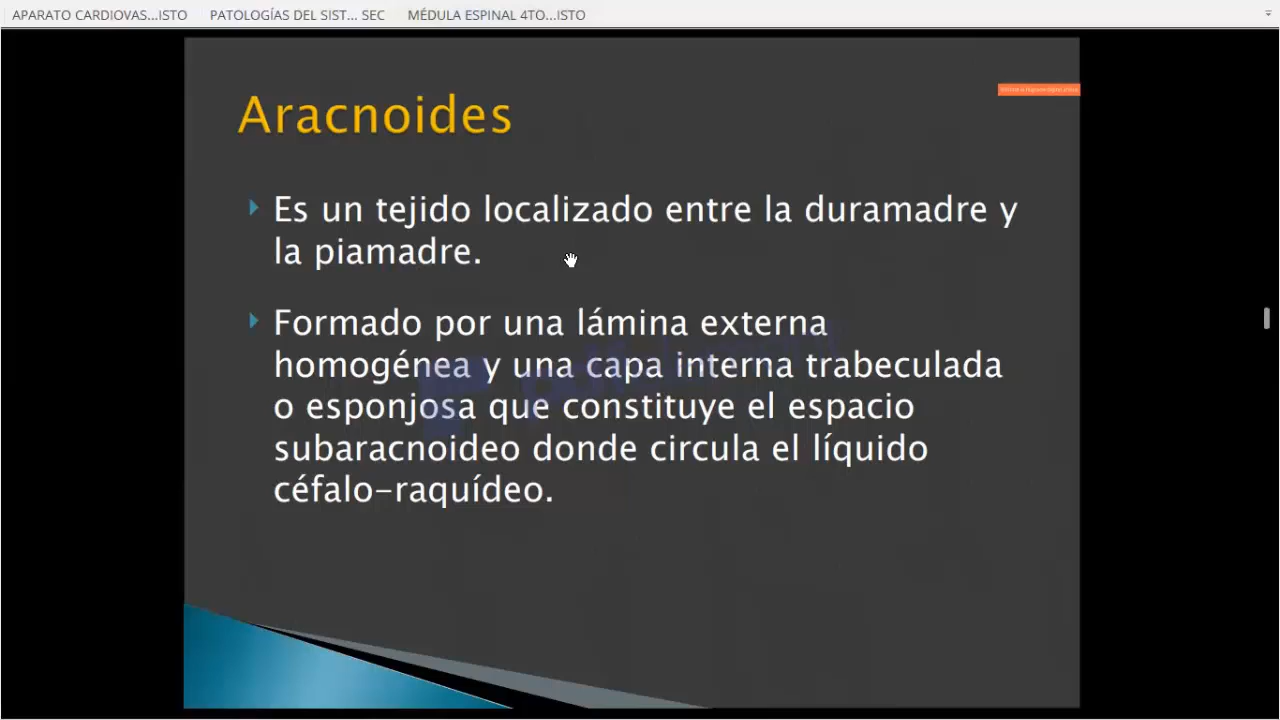 APARATO CARDIOVAS...ISTO PATOLOGÍAS DEL SIST... SEC MÉDULA ESPINAL 4TO...ISTO
Aracnoides
Es un tejido localizado entre la duramadre y
la piamadre.
Formado por una lámina externa
homogénea y una capa interna trabeculada
o esponjosa que constituye el espacio
subaracnoideo donde circula el líquido
céfalo-raquídeo.